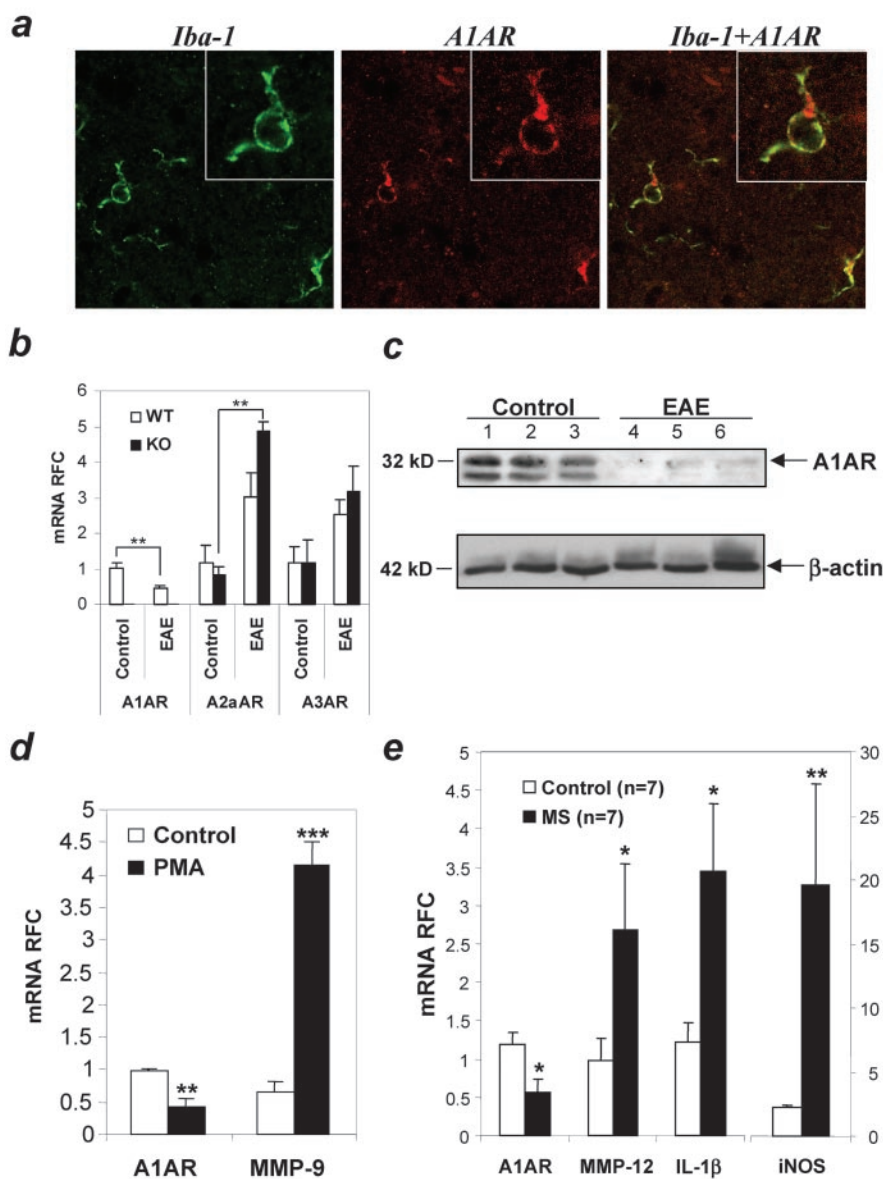 a
Iba-1 A1AR Iba-1+A1AR
b
mRNA RFC
6
5
4
3
2
1
0
WT
KO
**
**
Control EAE Control EAE Control EAE
A1AR A2aAR A3AR
c
Control EAE
1 2 3 4 5 6
32 kD A1AR
42 kD β-actin
d
mRNA RFC
5
4.5
4
3.5
3
2.5
2
1.5
1
0.5
0
Control
PMA
**
***
A1AR MMP-9
e
mRNA RFC
5
4.5
4
3.5
3
2.5
2
1.5
1
0.5
0
Control (n=7)
MS (n=7)
*
*
*
**
30
25
20
15
10
5
0
A1AR MMP-12 IL-1β iNOS